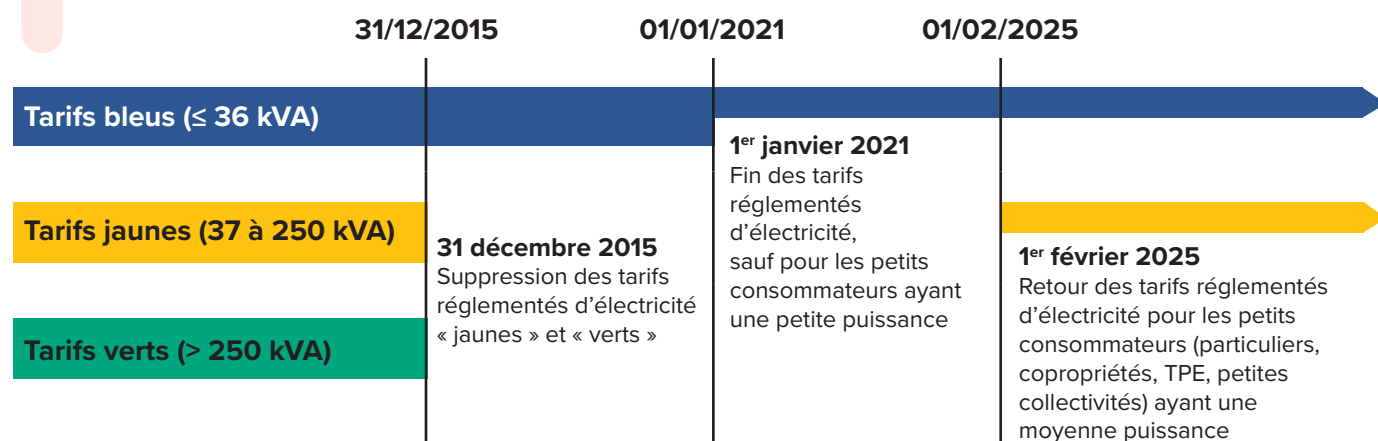 31/12/2015
01/01/2021
01/02/2025
Tarifs bleus (≤ 36 kVA)
Tarifs jaunes (37 à 250 kVA)
Tarifs verts (> 250 kVA)
31 décembre 2015
Suppression des tarifs
réglementés d’électricité
« jaunes » et « verts »
1er janvier 2021
Fin des tarifs
réglementés
d’électricité,
sauf pour les petits
consommateurs ayant
une petite puissance
1er février 2025
Retour des tarifs réglementés
d’électricité pour les petits
consommateurs (particuliers,
copropriétés, TPE, petites
collectivités) ayant une
moyenne puissance